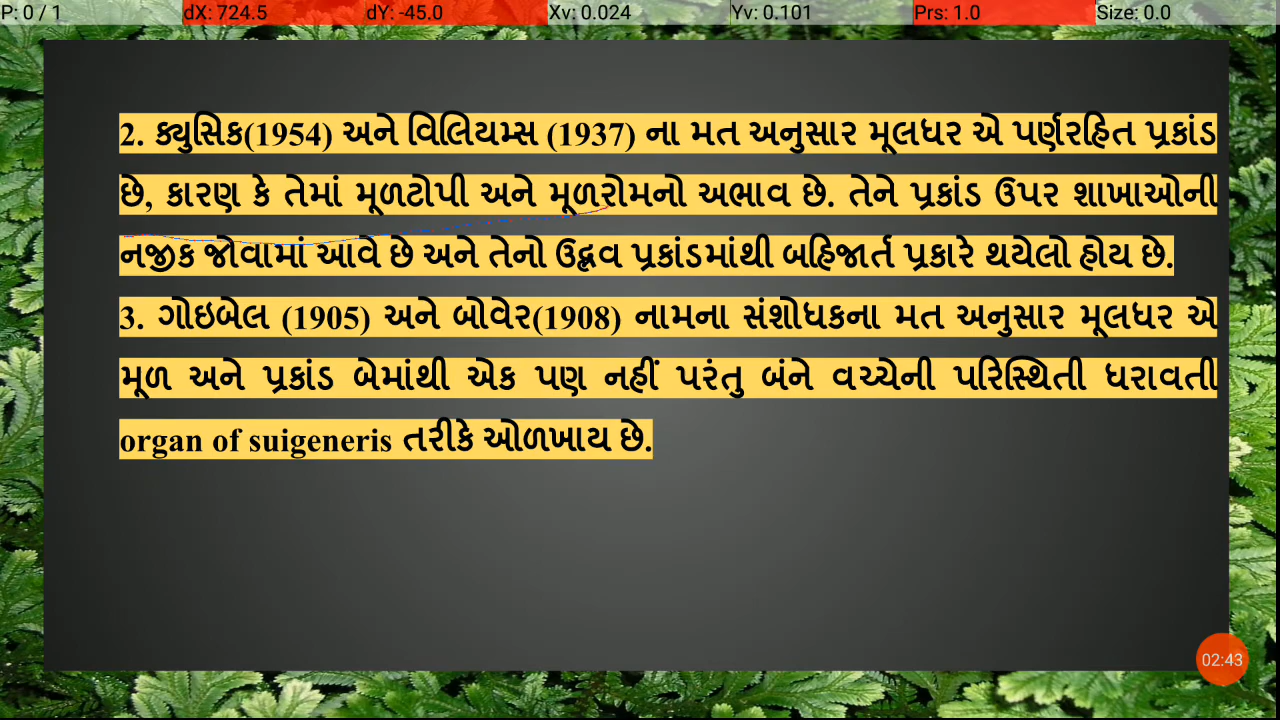 P: 0 / 1 dX: 724.5 dY: -45.0 Xv: 0.024 Yv: 0.101 Prs: 1.0 Size: 0.0
2. ક્યુસિક(1954) અને વિલિયમ્સ (1937) ના મત અનુસાર મૂલધર એ પર્ણરહિત પ્રકાંડ
છે, કારણ કે તેમાં મૂળટોપી અને મૂળરોમનો અભાવ છે. તેને પ્રકાંડ ઉપર શાખાઓની
નજીક જોવામાં આવે છે અને તેનો ઉદ્ભવ પ્રકાંડમાંથી બહિર્જાત પ્રકારે થયેલો હોય છે.
3. ગોઇબેલ (1905) અને બોવેર(1908) નામના સંશોધકના મત અનુસાર મૂલધર એ
મૂળ અને પ્રકાંડ બેમાંથી એક પણ નહીં પરંતુ બંને વચ્ચેની પરિસ્થિતી ધરાવતી
organ of suigeneris તરીકે ઓળખાય છે.
02:43